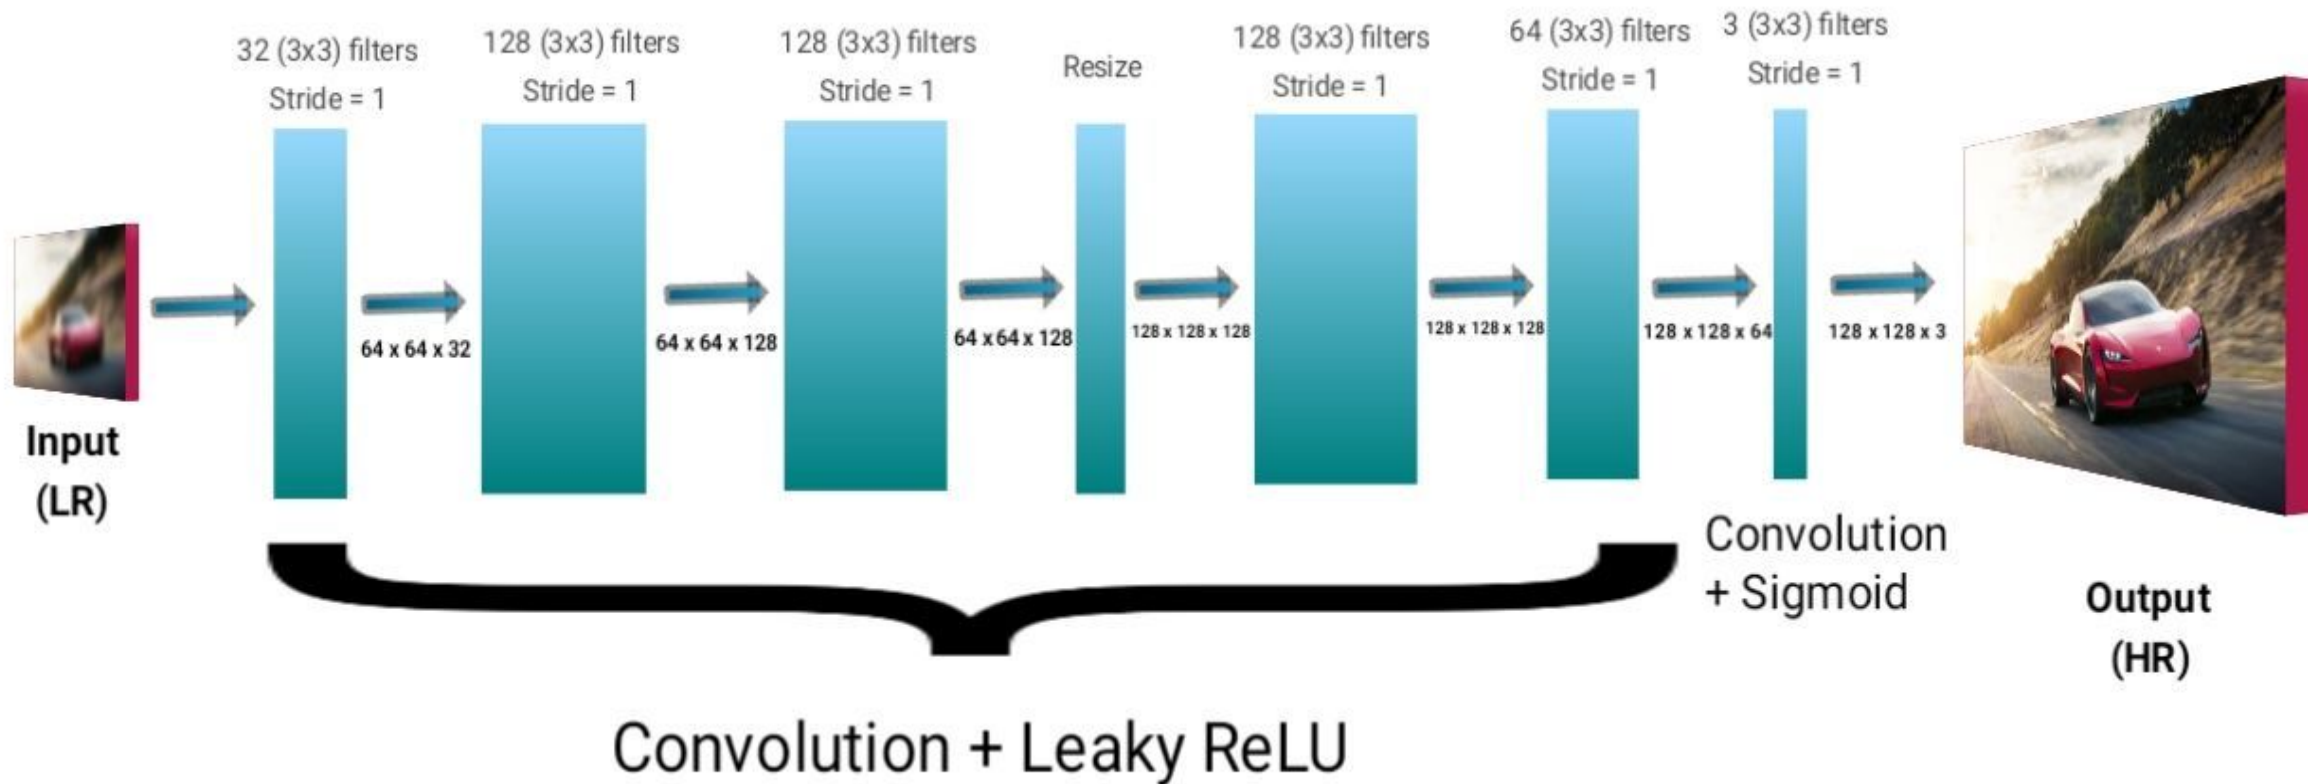 32 (3x3) filters
Stride = 1
128 (3x3) filters
Stride = 1
128 (3x3) filters
Stride = 1
Resize
128 (3x3) filters
Stride = 1
64 (3x3) filters
Stride = 1
3 (3x3) filters
Stride = 1
64 x 64 x 32
64 x 64 x 128
64 x 64 x 128
128 x 128 x 128
128 x 128 x 128
128 x 128 x 64
128 x 128 x 3
Input
(LR)
Convolution
+ Sigmoid
Output
(HR)
Convolution + Leaky ReLU